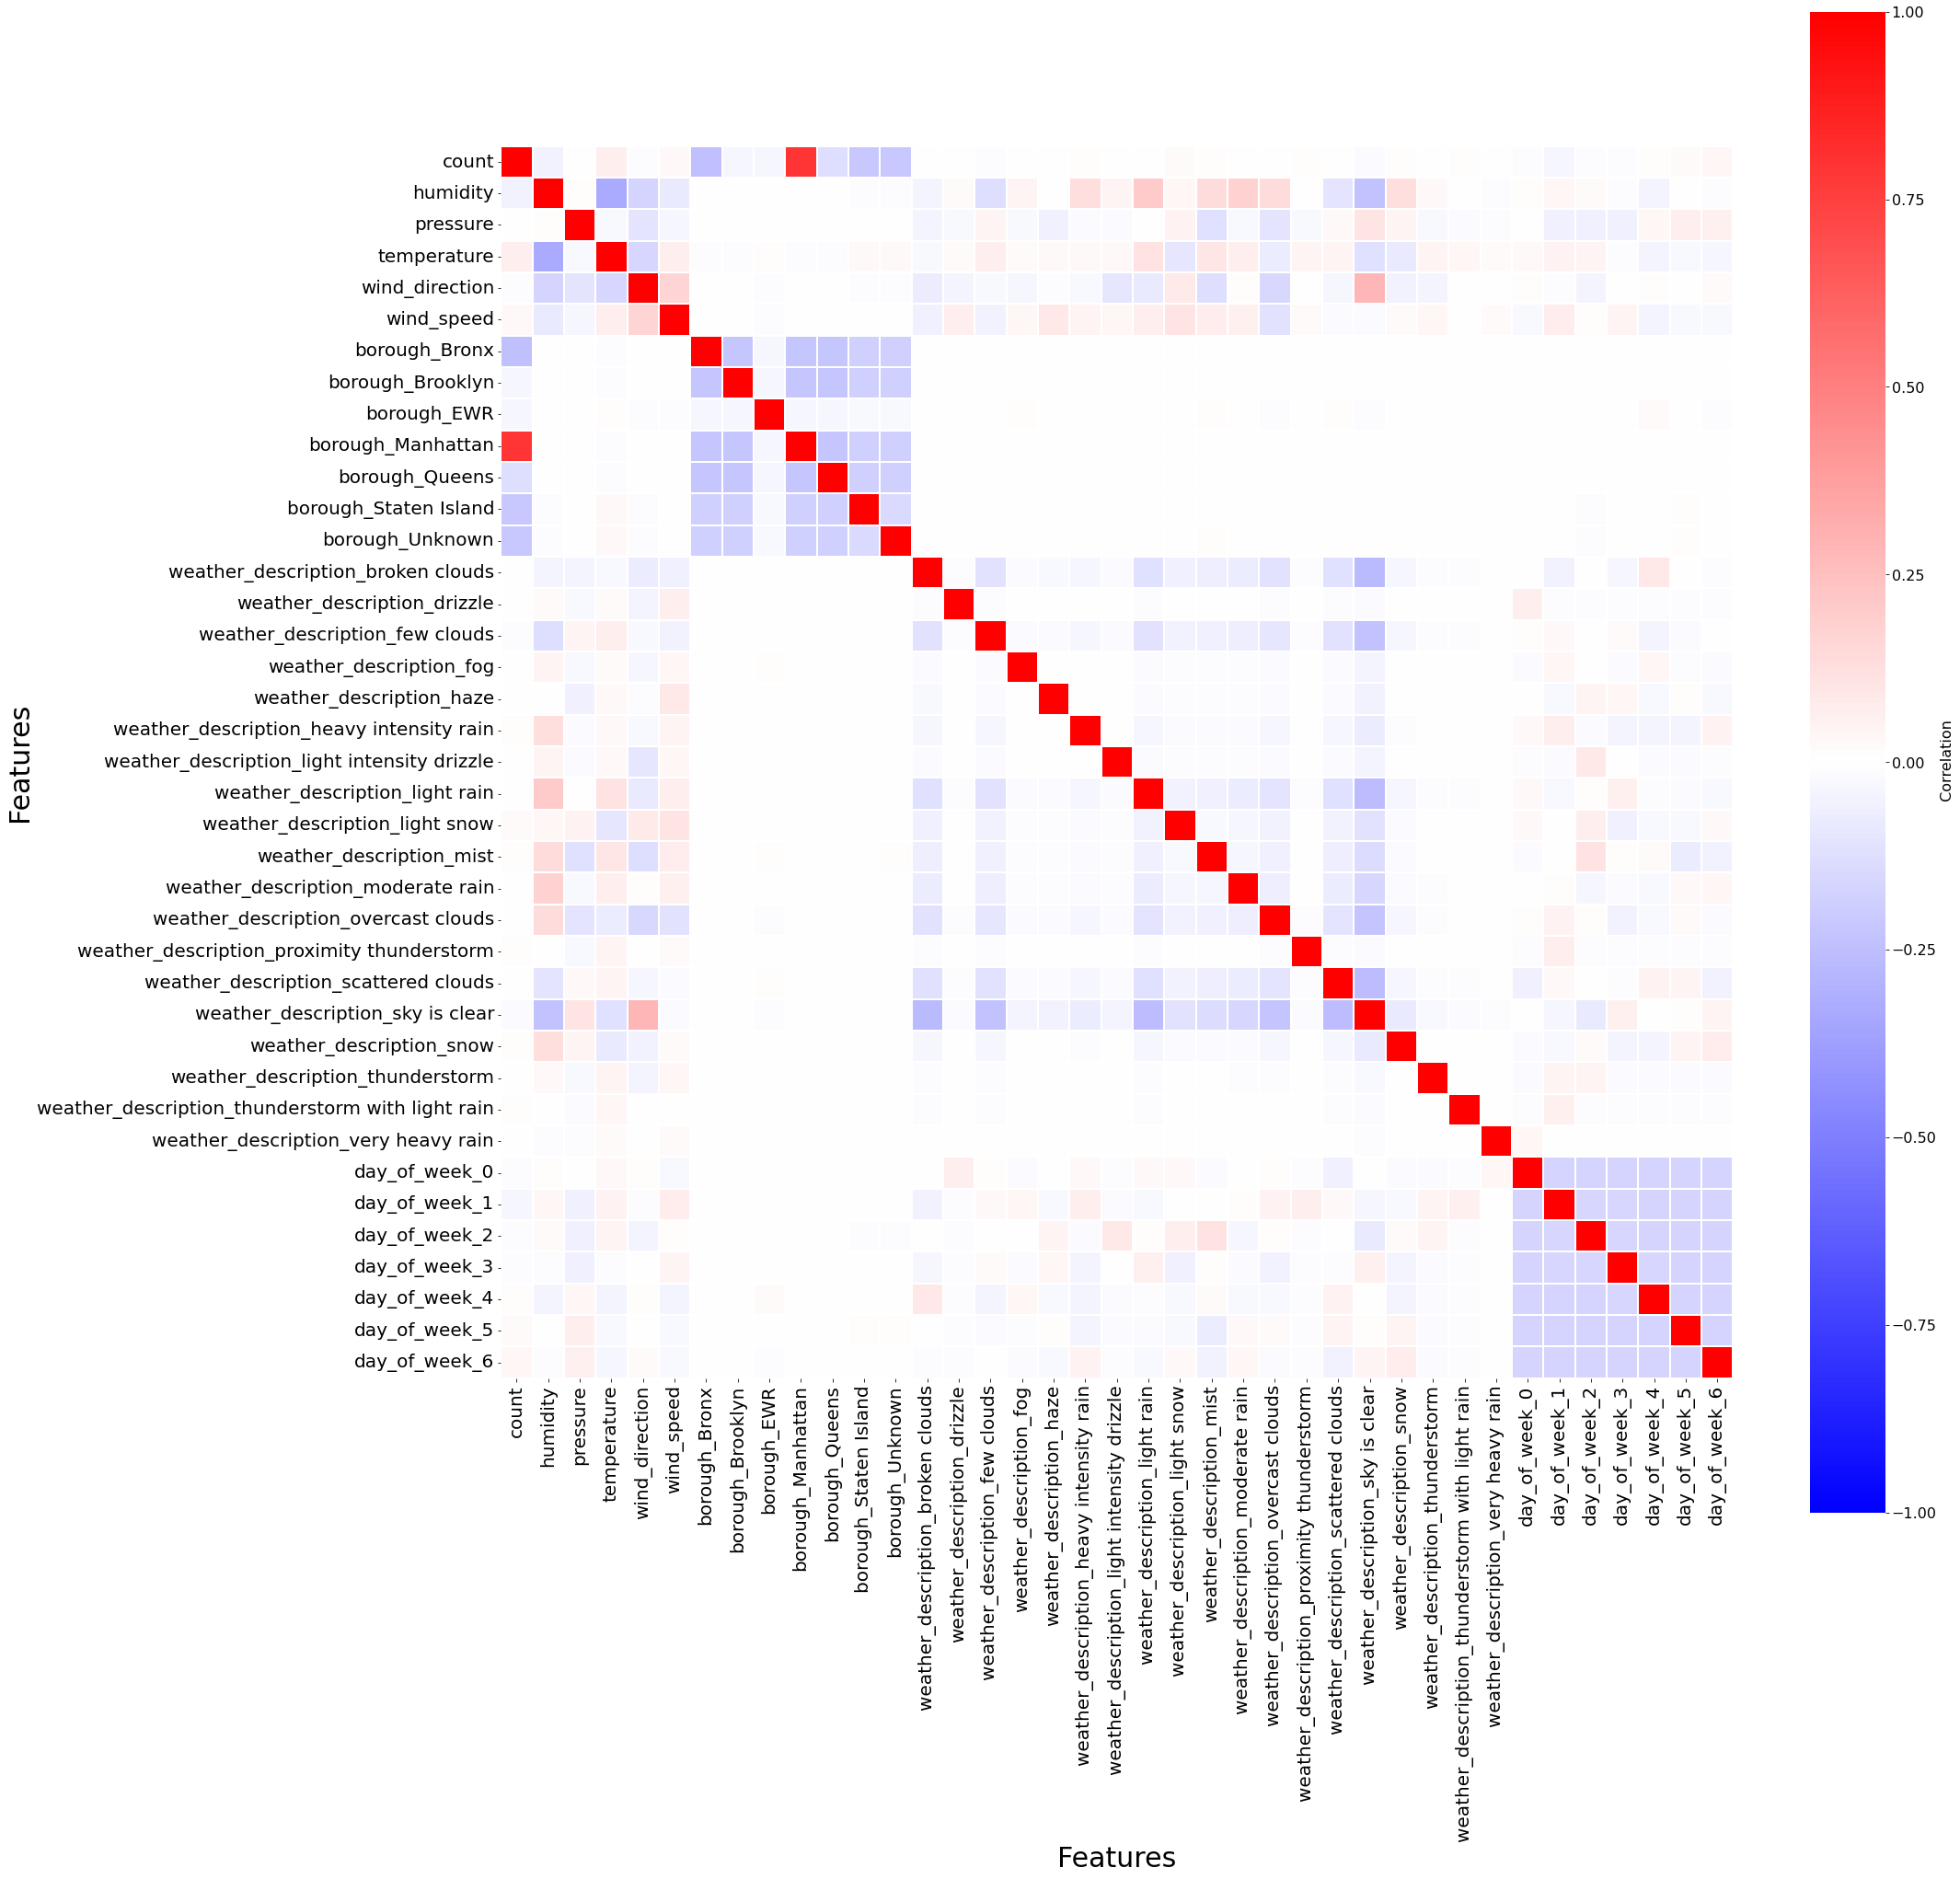 count
humidity
pressure
temperature
wind_direction
wind_speed
borough_Bronx
borough_Brooklyn
borough_EWR
borough_Manhattan
borough_Queens
borough_Staten Island
borough_Unknown
weather_description_broken clouds
weather_description_drizzle
weather_description_few clouds
weather_description_fog
weather_description_haze
weather_description_heavy intensity rain
weather_description_light intensity drizzle
weather_description_light rain
weather_description_light snow
weather_description_mist
weather_description_moderate rain
weather_description_overcast clouds
weather_description_proximity thunderstorm
weather_description_scattered clouds
weather_description_sky is clear
weather_description_snow
weather_description_thunderstorm
weather_description_thunderstorm with light rain
weather_description_very heavy rain
day_of_week_0
day_of_week_1
day_of_week_2
day_of_week_3
day_of_week_4
day_of_week_5
day_of_week_6
Features
count
humidity
pressure
temperature
wind_direction
wind_speed
borough_Bronx
borough_Brooklyn
borough_EWR
borough_Manhattan
borough_Queens
borough_Staten Island
borough_Unknown
weather_description_broken clouds
weather_description_drizzle
weather_description_few clouds
weather_description_fog
weather_description_haze
weather_description_heavy intensity rain
weather_description_light intensity drizzle
weather_description_light rain
weather_description_light snow
weather_description_mist
weather_description_moderate rain
weather_description_overcast clouds
weather_description_proximity thunderstorm
weather_description_scattered clouds
weather_description_sky is clear
weather_description_snow
weather_description_thunderstorm
weather_description_thunderstorm with light rain
weather_description_very heavy rain
day_of_week_0
day_of_week_1
day_of_week_2
day_of_week_3
day_of_week_4
day_of_week_5
day_of_week_6
Features
1.00
0.75
0.50
0.25
0.00
−0.25
−0.50
−0.75
−1.00
Correlation